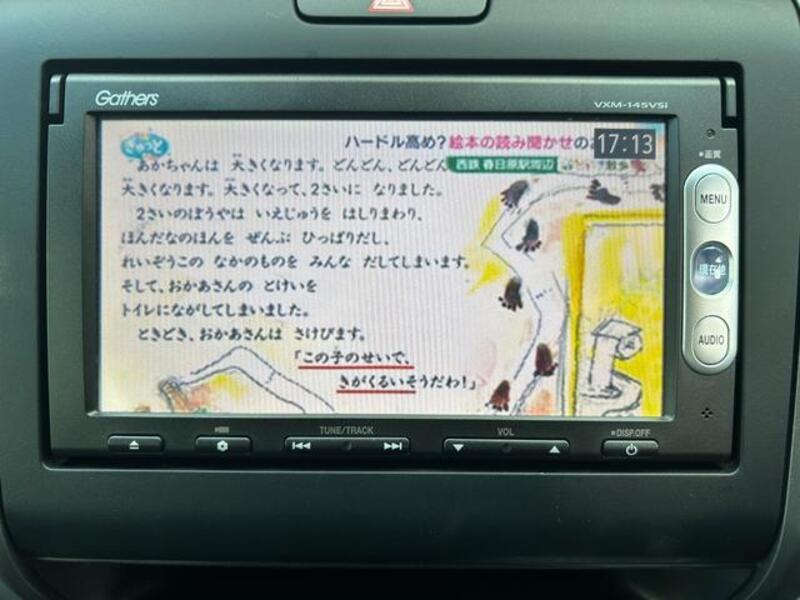 Gathers
VXM-145VSi
ぎゅっと
ハードル高め?絵本の読み聞かせの
17:13
西鉄 春日原駅周辺
あかちゃんは 大きくなります。どんどん、どんどん
大きくなります。大きくなって、2さいに なりました。
2さいのぼうやは いえじゅうを はしりまわり、
ほんだなのほんを ぜんぶ ひっぱりだし、
れいぞうこの なかのものを みんな だしてしまいます。
そして、おかあさんの とけいを
トイレにながしてしまいました。
ときどき、おかあさんは さけびます。
「この子のせいで、
きがくるいそうだわ!」
画質
MENU
現在地
AUDIO
TUNE/TRACK
VOL
DISP.OFF